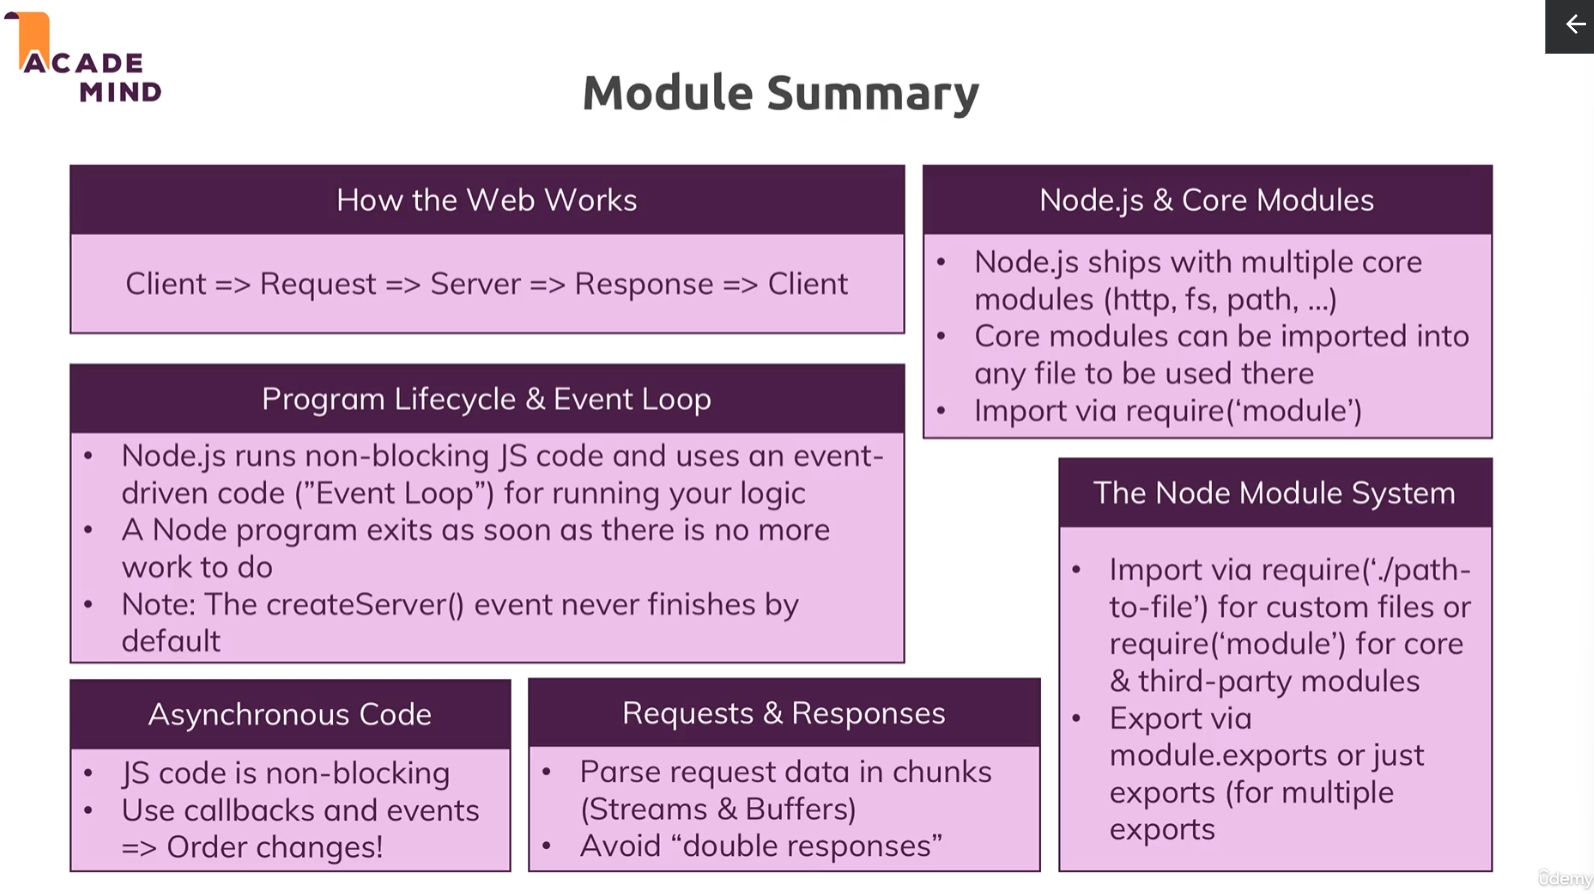 ACADE
MIND
Module Summary
How the Web Works
Client => Request => Server => Response => Client
Program Lifecycle & Event Loop
• Node.js runs non-blocking JS code and uses an event-
driven code (”Event Loop”) for running your logic
• A Node program exits as soon as there is no more
work to do
• Note: The createServer() event never finishes by
default
Asynchronous Code
• JS code is non-blocking
• Use callbacks and events
=> Order changes!
Requests & Responses
• Parse request data in chunks
(Streams & Buffers)
• Avoid “double responses”
Node.js & Core Modules
• Node.js ships with multiple core
modules (http, fs, path, …)
• Core modules can be imported into
any file to be used there
• Import via require(‘module’)
The Node Module System
• Import via require(‘./path-
to-file’) for custom files or
require(‘module’) for core
& third-party modules
• Export via
module.exports or just
exports (for multiple
exports
ûdemy